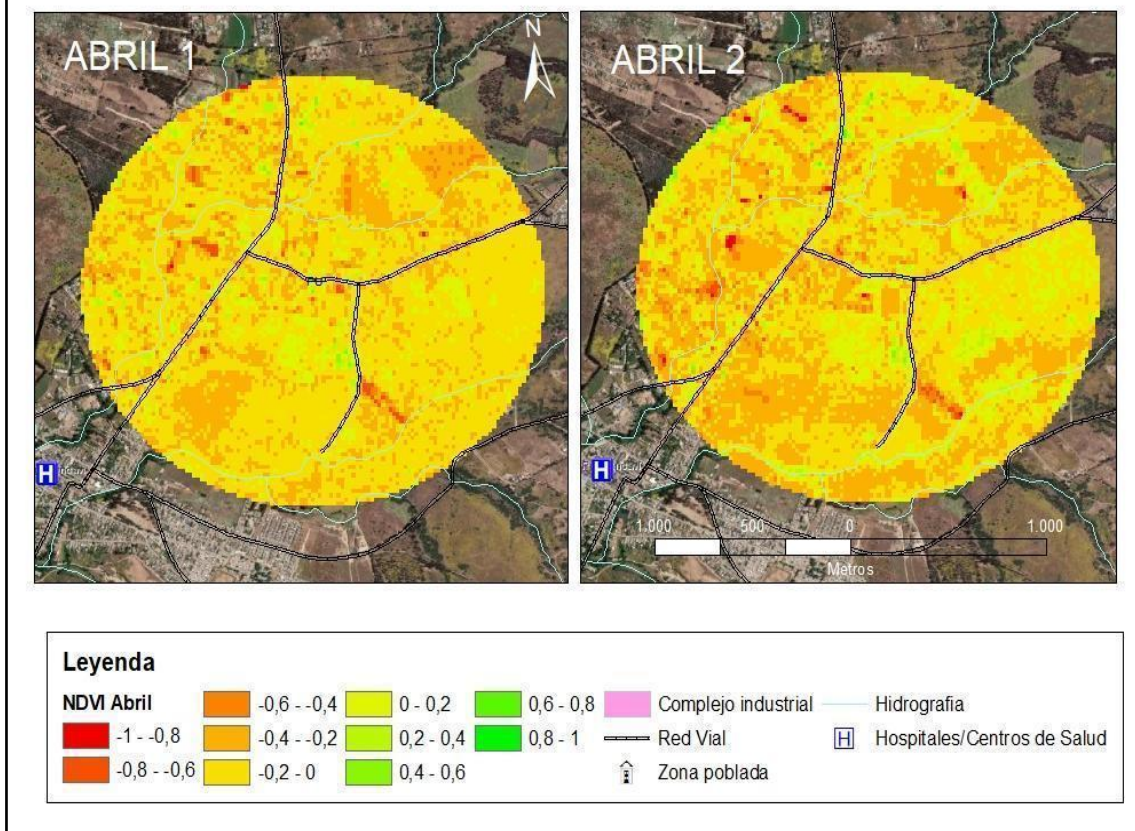 ABRIL 1
N
ABRIL 2
H
H
1.000 500 0 1.000
Metros
Leyenda
NDVI Abril
-1 - -0,8
-0,8 - -0,6
-0,6 - -0,4
-0,4 - -0,2
-0,2 - 0
0 - 0,2
0,2 - 0,4
0,4 - 0,6
0,6 - 0,8
0,8 - 1
Complejo industrial
Red Vial
Zona poblada
Hidrografia
H Hospitales/Centros de Salud